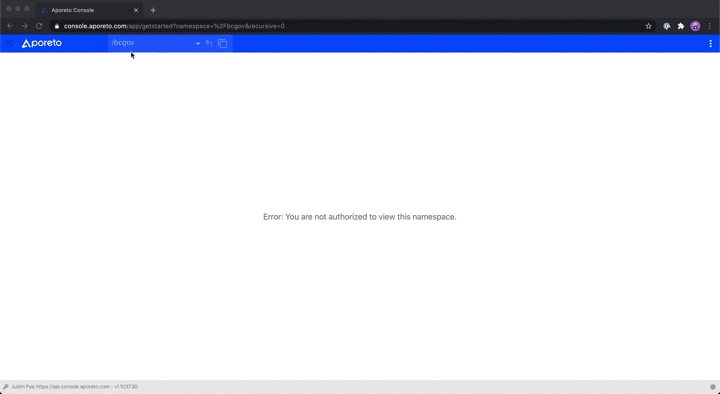 Aporeto Console
console.aporeto.com/app/getstarted?namespace=%2Fbcgov&recursive=0
aporeto
/bcgov
Error: You are not authorized to view this namespace.
Justin Pye https://api.console.aporeto.com - v1.1037.30